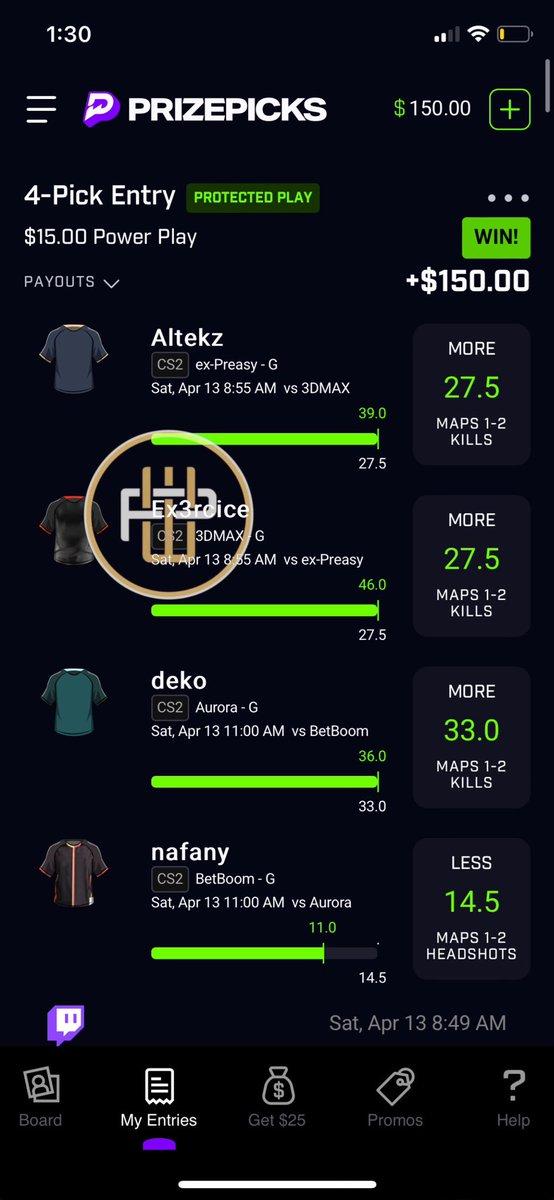 1:30
PRIZEPICKS
$150.00
4-Pick Entry PROTECTED PLAY
$15.00 Power Play
WIN!
PAYOUTS
+$150.00
Altekz
CS2 ex-Preasy - G
Sat, Apr 13 8:55 AM vs 3DMAX
39.0
27.5
MORE
27.5
MAPS 1-2
KILLS
Ex3rcice
CS2 3DMAX - G
Sat, Apr 13 8:55 AM vs ex-Preasy
46.0
27.5
MORE
27.5
MAPS 1-2
KILLS
deko
CS2 Aurora - G
Sat, Apr 13 11:00 AM vs BetBoom
36.0
33.0
MORE
33.0
MAPS 1-2
KILLS
nafany
CS2 BetBoom - G
Sat, Apr 13 11:00 AM vs Aurora
11.0
14.5
LESS
14.5
MAPS 1-2
HEADSHOTS
Sat, Apr 13 8:49 AM
Board
My Entries
Get $25
Promos
Help